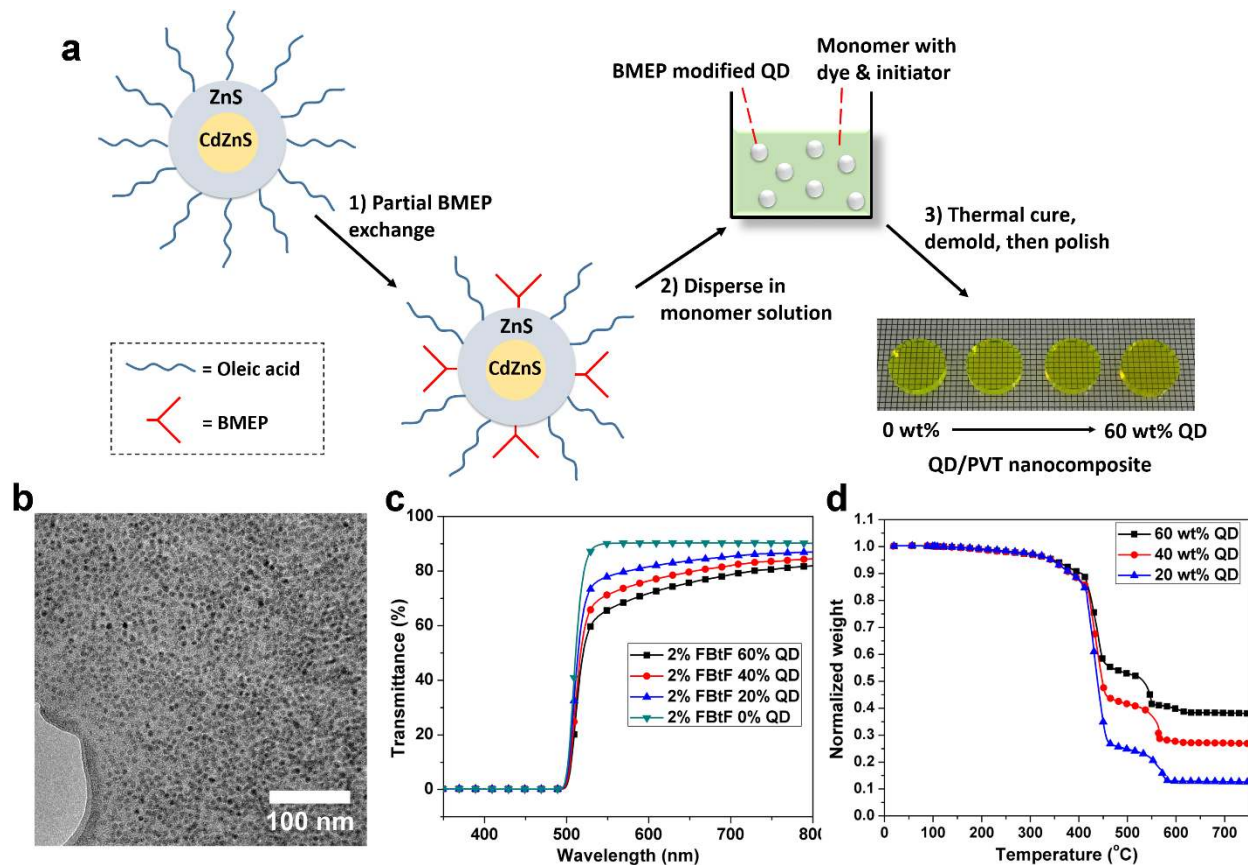 a
ZnS
CdZnS
1) Partial BMEP
exchange
ZnS
CdZnS
= Oleic acid
= BMEP
2) Disperse in
monomer solution
BMEP modified QD
Monomer with
dye & initiator
3) Thermal cure,
demold, then polish
0 wt%
60 wt% QD
QD/PVT nanocomposite
b
100 nm
c
Transmittance (%)
100
80
60
40
20
0
2% FBtF 60% QD
2% FBtF 40% QD
2% FBtF 20% QD
2% FBtF 0% QD
400 500 600 700 800
Wavelength (nm)
d
Normalized weight
1.1
1.0
0.9
0.8
0.7
0.6
0.5
0.4
0.3
0.2
0.1
0.0
60 wt% QD
40 wt% QD
20 wt% QD
0 100 200 300 400 500 600 700
Temperature (°C)